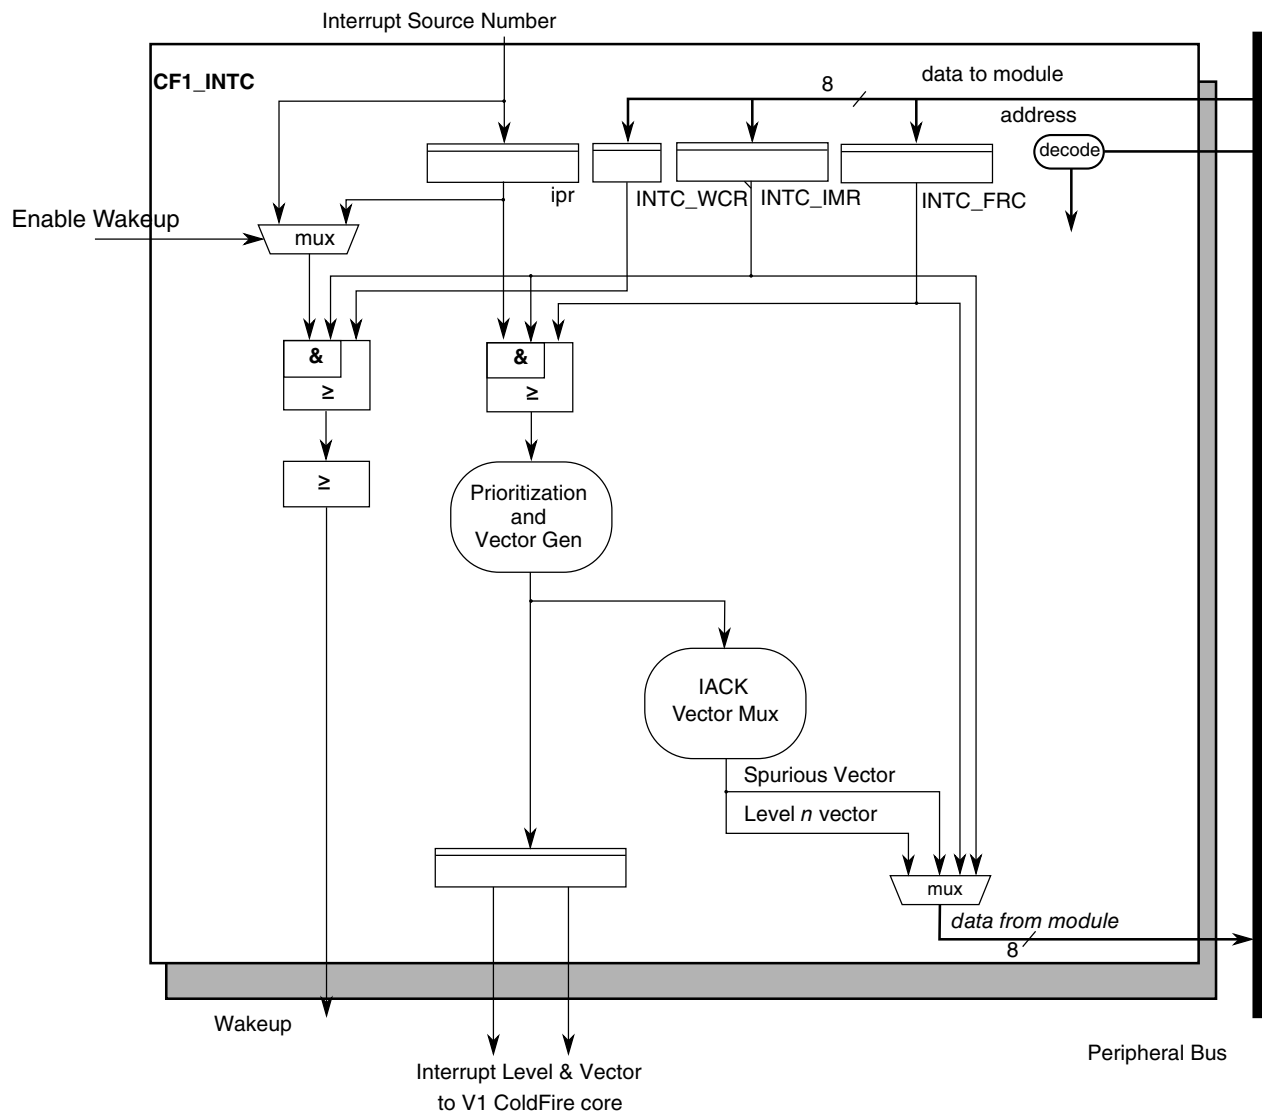 Interrupt Source Number
CF1_INTC
data to module
8
address
decode
ipr
INTC_WCR
INTC_IMR
INTC_FRC
Enable Wakeup
mux
&
≥
&
≥
≥
Prioritization
and
Vector Gen
IACK
Vector Mux
Spurious Vector
Level n vector
mux
data from module
8
Wakeup
Interrupt Level & Vector
to V1 ColdFire core
Peripheral Bus